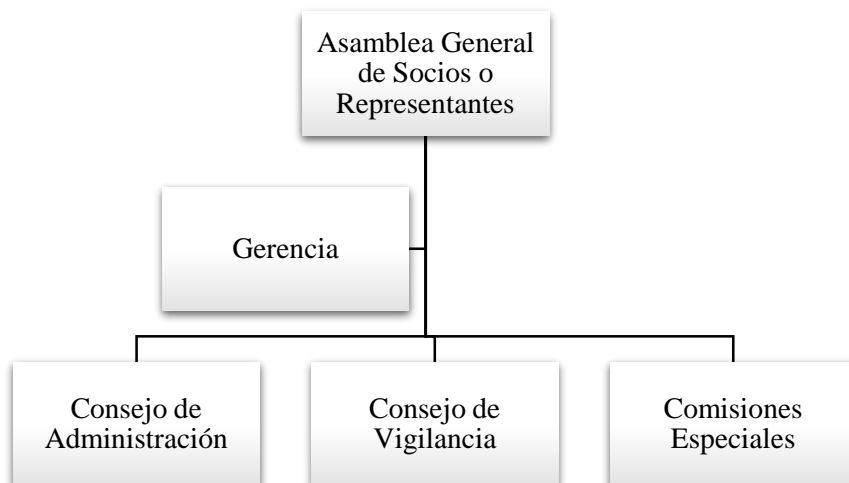 Asamblea General
de Socios o
Representantes
Gerencia
Consejo de
Administración
Consejo de
Vigilancia
Comisiones
Especiales